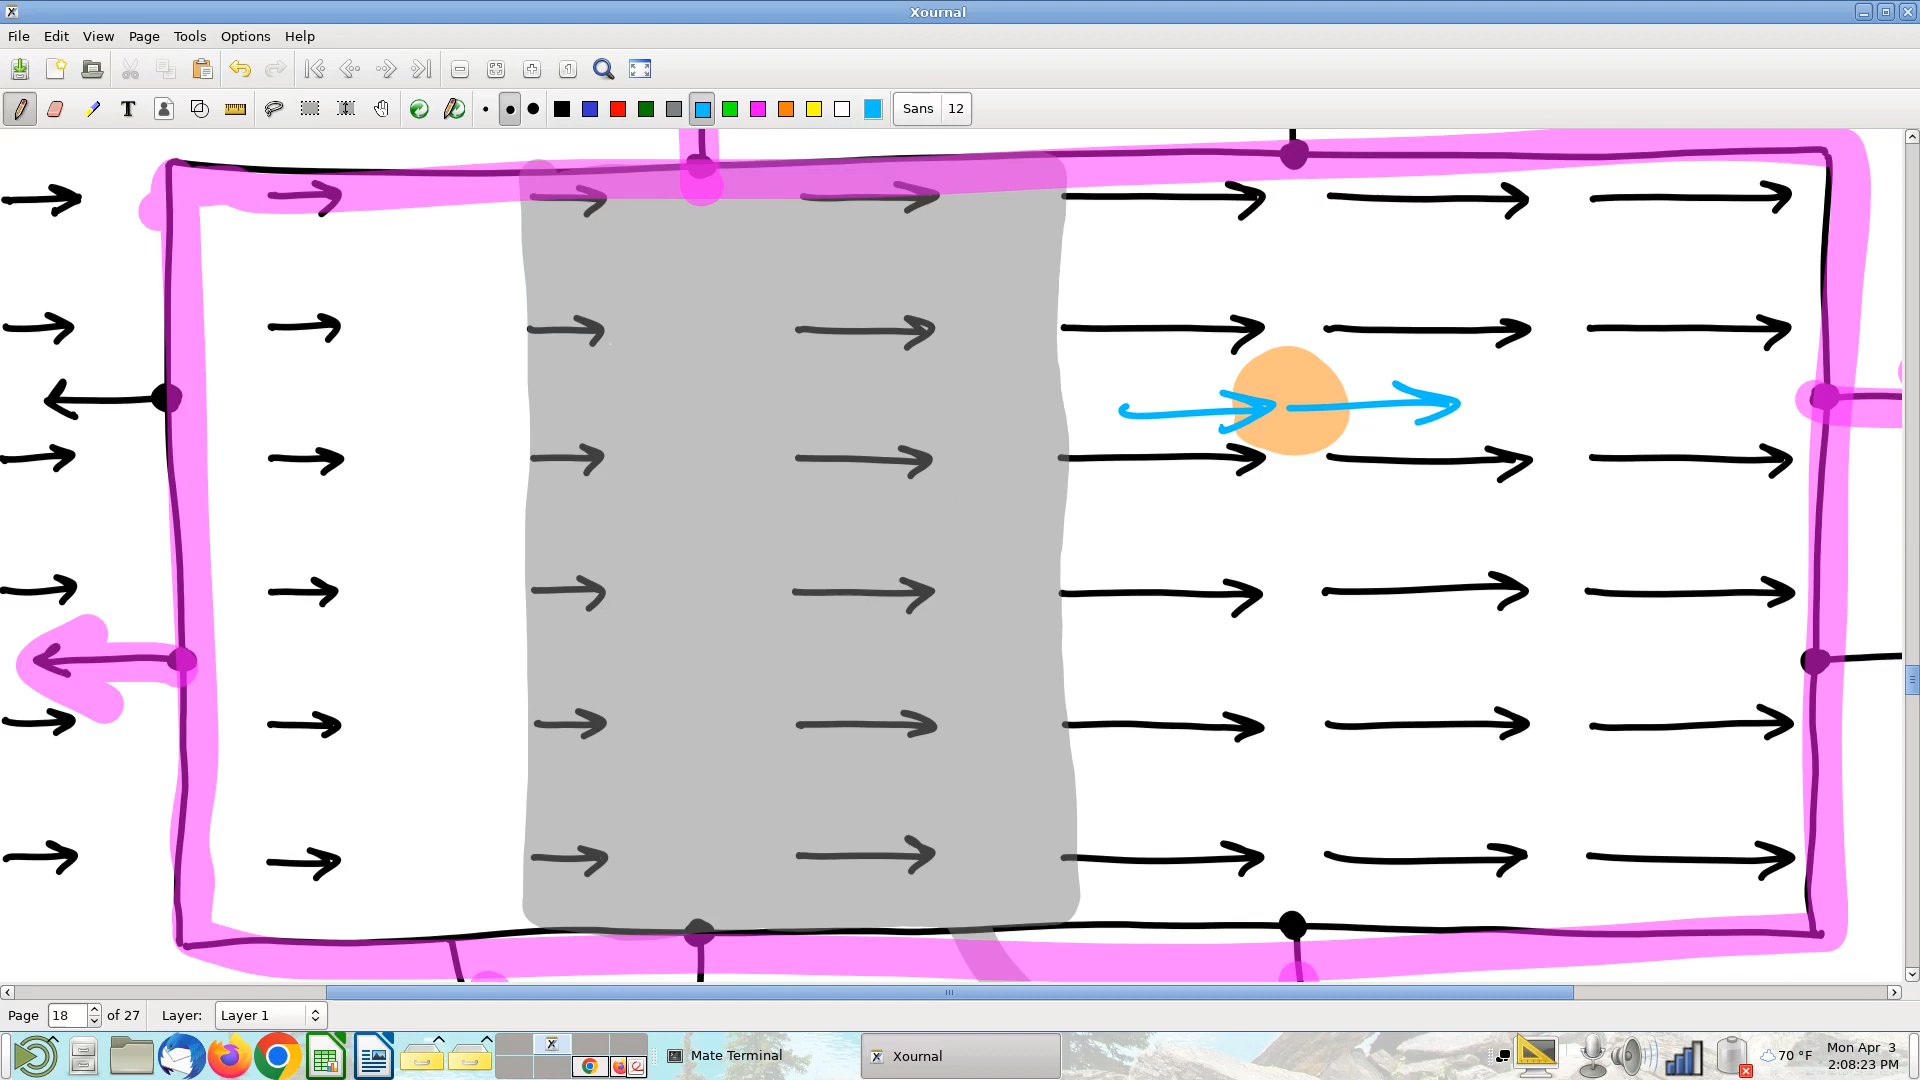 Xournal
File Edit View Page Tools Options Help
T Sans 12
Page 18 of 27 Layer: Layer 1
Mate Terminal Xournal 70 °F Mon Apr 3
2:08:23 PM